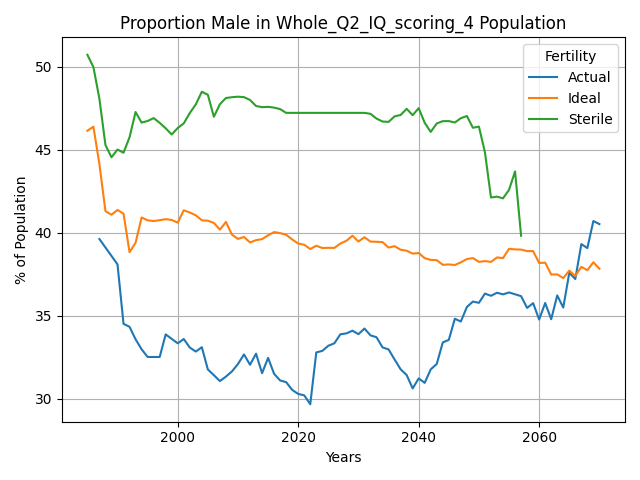 Proportion Male in Whole_Q2_IQ_scoring_4 Population
Fertility
Actual
Ideal
Sterile
% of Population
50
45
40
35
30
2000
2020
2040
2060
Years